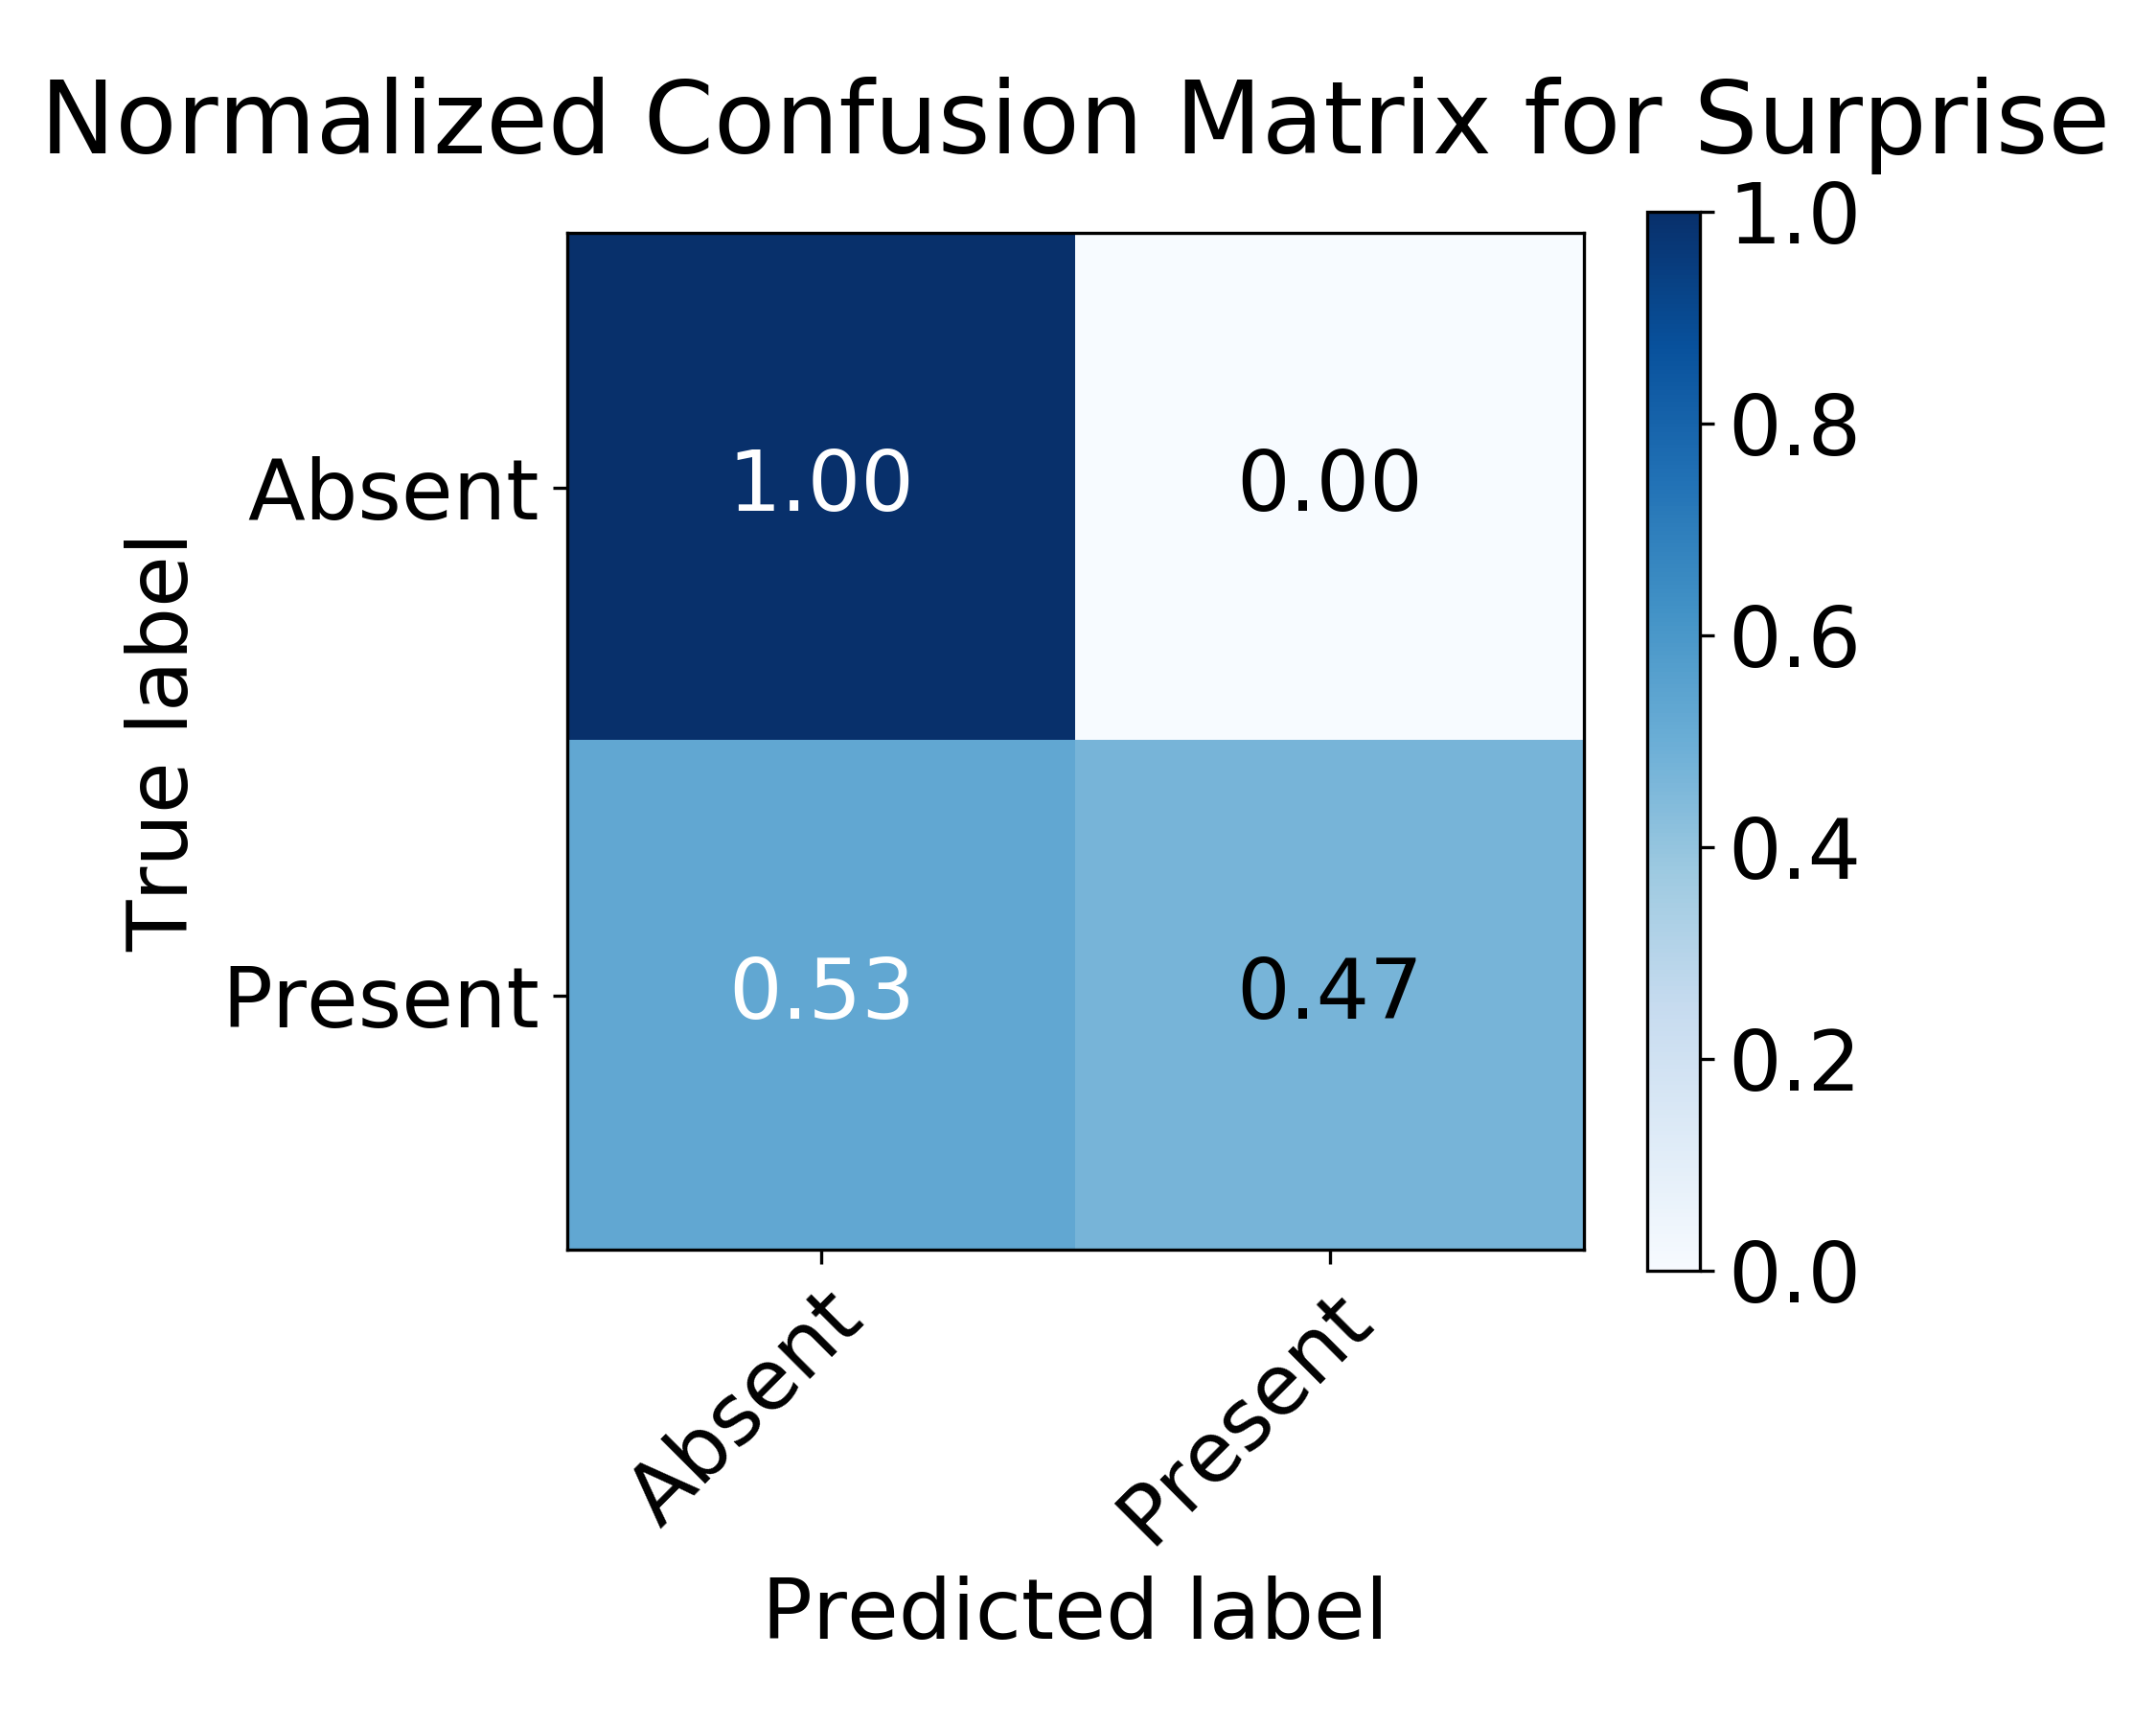 Normalized Confusion Matrix for Surprise
1.0
0.8
0.6
0.4
0.2
0.0
True label
Absent
1.00
0.00
Present
0.53
0.47
Absent
Present
Predicted label